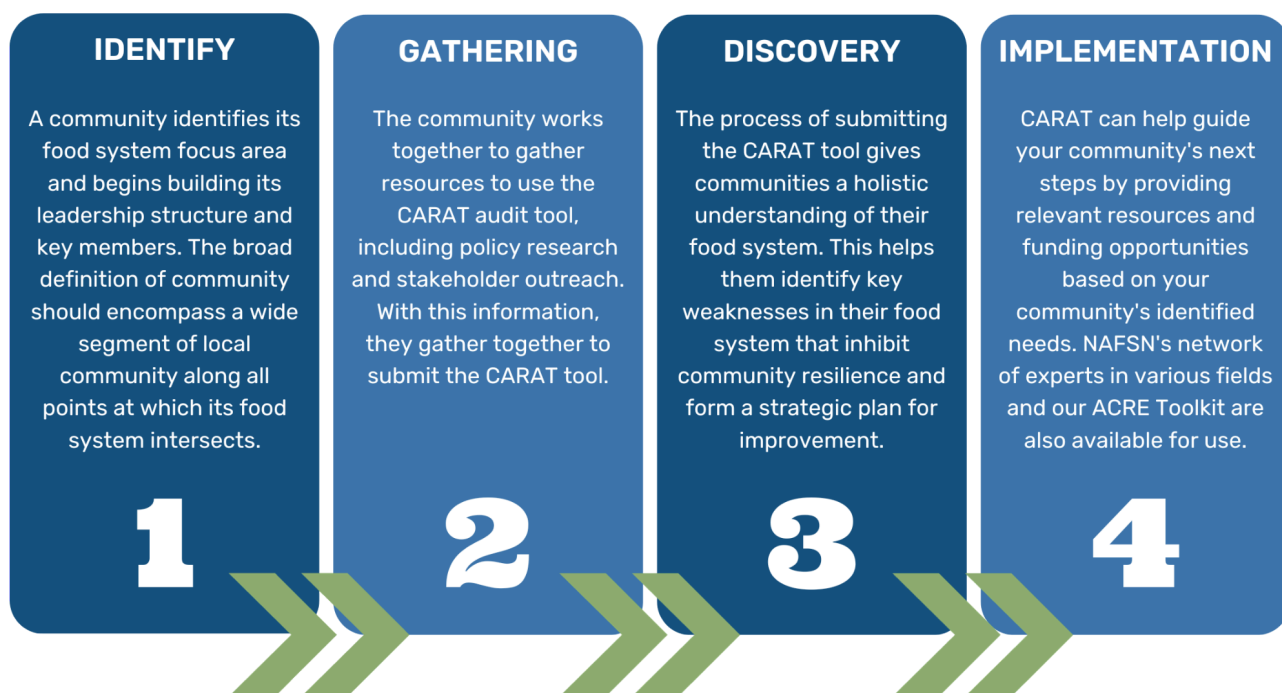 IDENTIFY
A community identifies its
food system focus area
and begins building its
leadership structure and
key members. The broad
definition of community
should encompass a wide
segment of local
community along all
points at which its food
system intersects.
1
GATHERING
The community works
together to gather
resources to use the
CARAT audit tool,
including policy research
and stakeholder outreach.
With this information,
they gather together to
submit the CARAT tool.
2
DISCOVERY
The process of submitting
the CARAT tool gives
communities a holistic
understanding of their
food system. This helps
them identify key
weaknesses in their food
system that inhibit
community resilience and
form a strategic plan for
improvement.
3
IMPLEMENTATION
CARAT can help guide
your community's next
steps by providing
relevant resources and
funding opportunities
based on your
community's identified
needs. NAFSN's network
of experts in various fields
and our ACRE Toolkit are
also available for use.
4